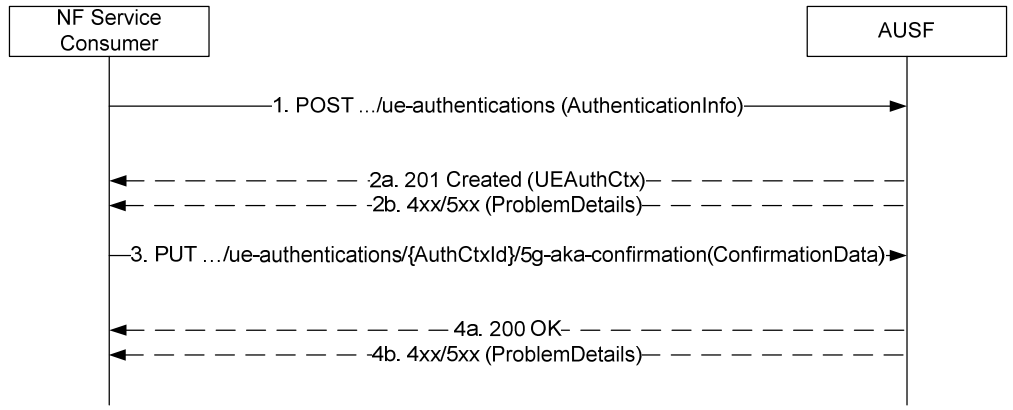 NF Service
Consumer
AUSF
1. POST .../ue-authentications (AuthenticationInfo)
2a. 201 Created (UEAuthCtx)
2b. 4xx/5xx (ProblemDetails)
3. PUT .../ue-authentications/{AuthCtxId}/5g-aka-confirmation(ConfirmationData)
4a. 200 OK
4b. 4xx/5xx (ProblemDetails)